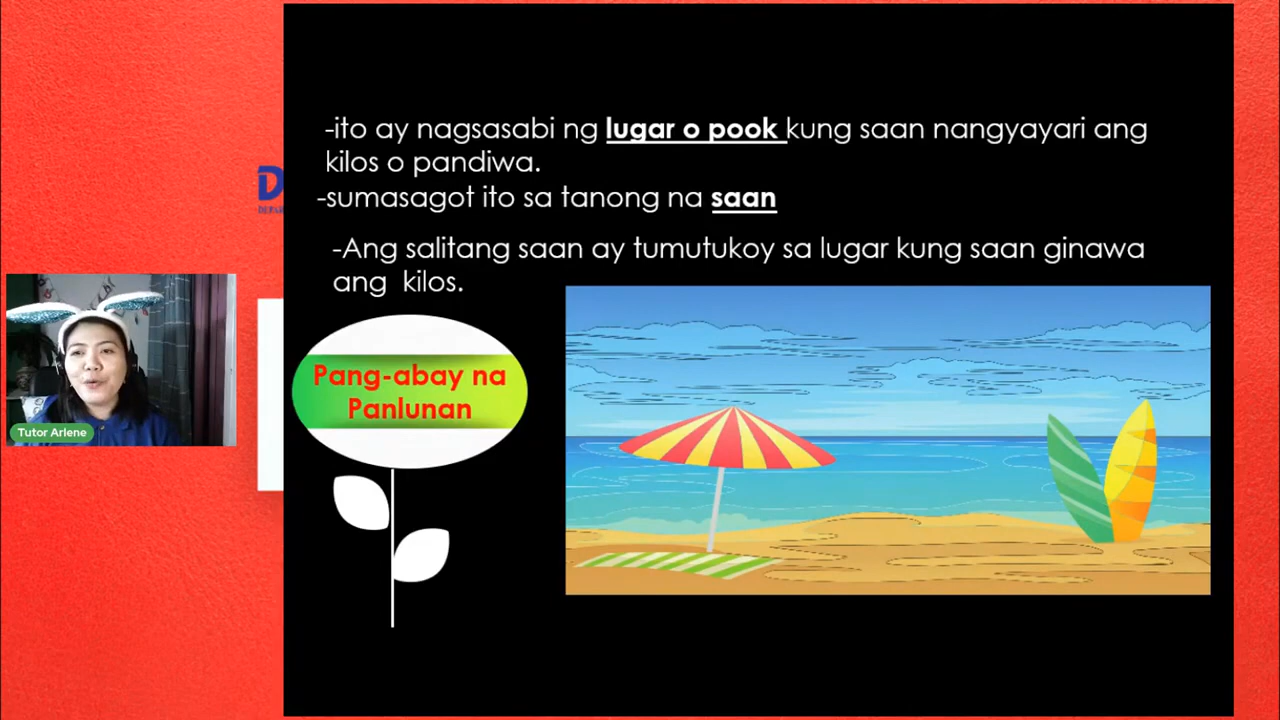 -ito ay nagsasabi ng lugar o pook kung saan nangyayari ang
kilos o pandiwa.
-sumasagot ito sa tanong na saan
-Ang salitang saan ay tumutukoy sa lugar kung saan ginawa
ang kilos.
Pang-abay na
Panlunan
Tutor Arlene